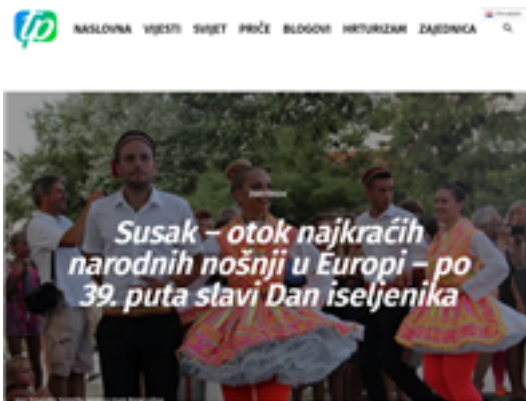 NASLOVNA VIJESTI SVIJET PRIČE BLOGOVI HRTURIZAM ZAJEDNICA
Susak – otok najkraćih
narodnih nošnji u Europi – po
39. puta slavi Dan iseljenika